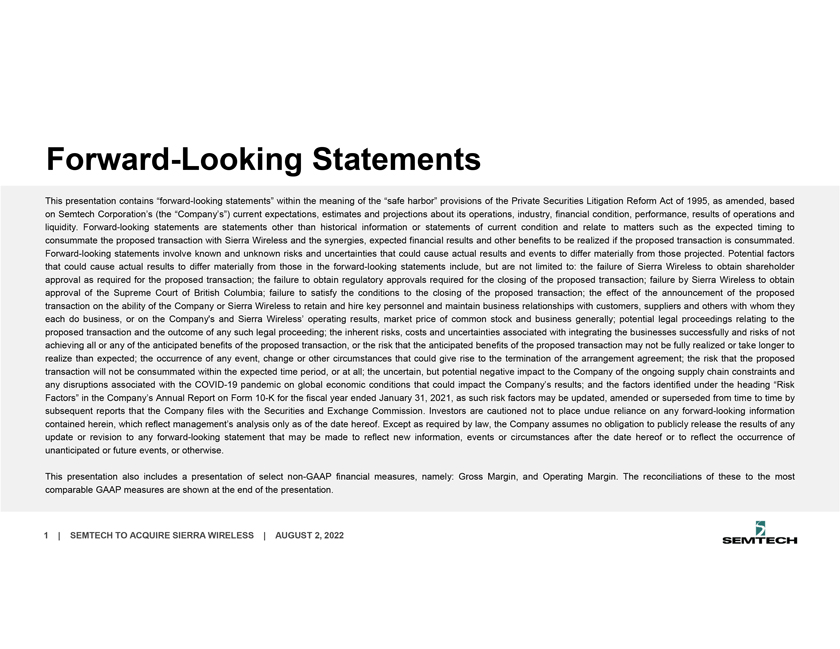 Forward-Looking Statements
This presentation contains “forward-looking statements” within the meaning of the “safe harbor” provisions of the Private Securities Litigation Reform Act of 1995, as amended, based
on Semtech Corporation’s (the “Company’s”) current expectations, estimates and projections about its operations, industry, financial condition, performance, results of operations and
liquidity. Forward-looking statements are statements other than historical information or statements of current condition and relate to matters such as the expected timing to
consummate the proposed transaction with Sierra Wireless and the synergies, expected financial results and other benefits to be realized if the proposed transaction is consummated.
Forward-looking statements involve known and unknown risks and uncertainties that could cause actual results and events to differ materially from those projected. Potential factors
that could cause actual results to differ materially from those in the forward-looking statements include, but are not limited to: the failure of Sierra Wireless to obtain shareholder
approval as required for the proposed transaction; the failure to obtain regulatory approvals required for the closing of the proposed transaction; failure by Sierra Wireless to obtain
approval of the Supreme Court of British Columbia; failure to satisfy the conditions to the closing of the proposed transaction; the effect of the announcement of the proposed
transaction on the ability of the Company or Sierra Wireless to retain and hire key personnel and maintain business relationships with customers, suppliers and others with whom they
each do business, or on the Company's and Sierra Wireless’ operating results, market price of common stock and business generally; potential legal proceedings relating to the
proposed transaction and the outcome of any such legal proceeding; the inherent risks, costs and uncertainties associated with integrating the businesses successfully and risks of not
achieving all or any of the anticipated benefits of the proposed transaction, or the risk that the anticipated benefits of the proposed transaction may not be fully realized or take longer to
realize than expected; the occurrence of any event, change or other circumstances that could give rise to the termination of the arrangement agreement; the risk that the proposed
transaction will not be consummated within the expected time period, or at all; the uncertain, but potential negative impact to the Company of the ongoing supply chain constraints and
any disruptions associated with the COVID-19 pandemic on global economic conditions that could impact the Company’s results; and the factors identified under the heading “Risk
Factors” in the Company’s Annual Report on Form 10-K for the fiscal year ended January 31, 2021, as such risk factors may be updated, amended or superseded from time to time by
subsequent reports that the Company files with the Securities and Exchange Commission. Investors are cautioned not to place undue reliance on any forward-looking information
contained herein, which reflect management’s analysis only as of the date hereof. Except as required by law, the Company assumes no obligation to publicly release the results of any
update or revision to any forward-looking statement that may be made to reflect new information, events or circumstances after the date hereof or to reflect the occurrence of
unanticipated or future events, or otherwise.
This presentation also includes a presentation of select non-GAAP financial measures, namely: Gross Margin, and Operating Margin. The reconciliations of these to the most
comparable GAAP measures are shown at the end of the presentation.
1 | SEMTECH TO ACQUIRE SIERRA WIRELESS | AUGUST 2, 2022
SEMTECH